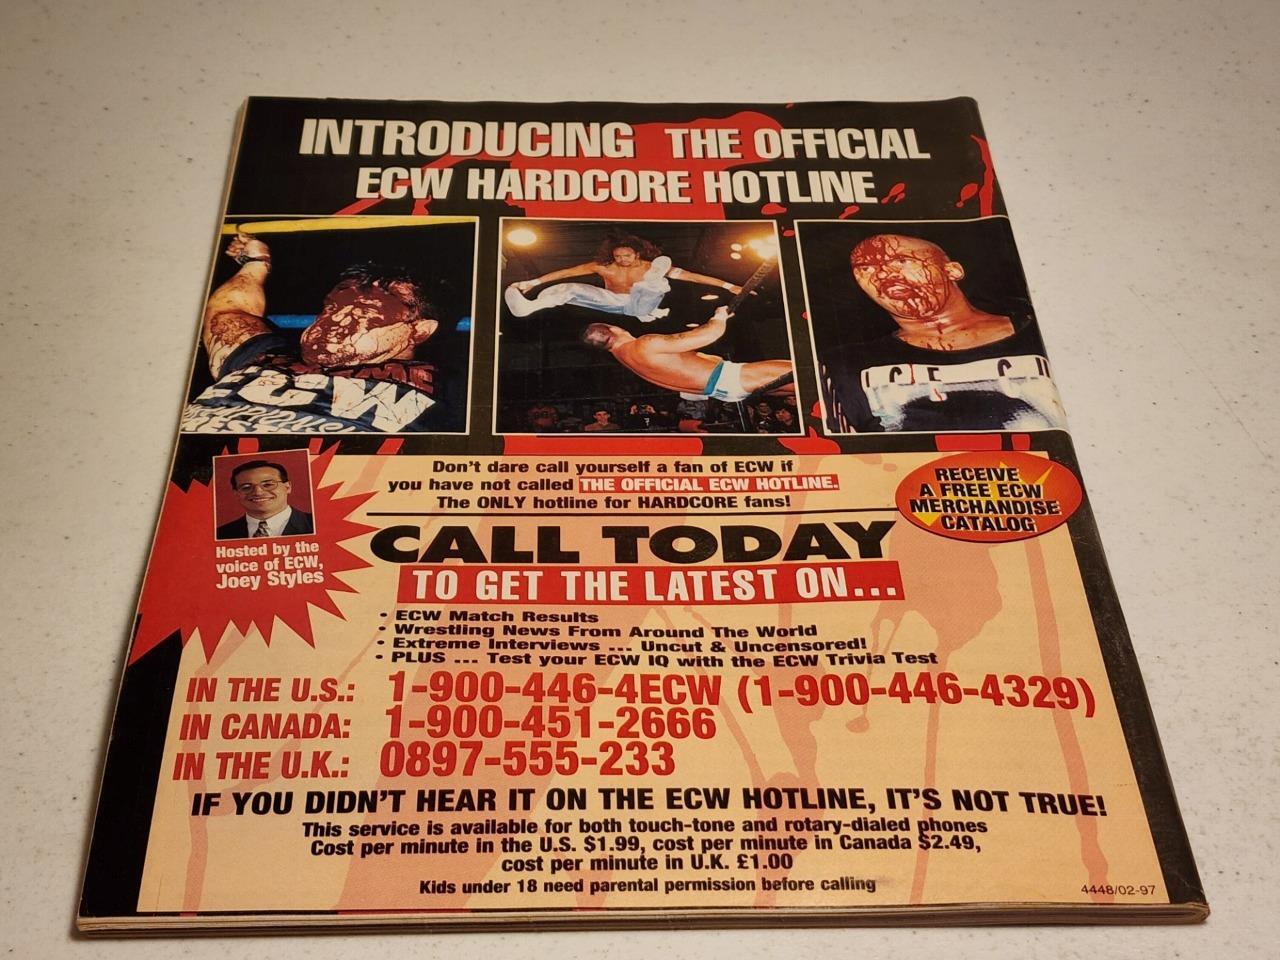 INTRODUCING THE OFFICIAL
ECW HARDCORE HOTLINE
ECW
Don't dare call yourself a fan of ECW if
you have not called THE OFFICIAL ECW HOTLINE.
The ONLY hotline for HARDCORE fans!
RECEIVE
A FREE ECW
MERCHANDISE
CATALOG
Hosted by the
voice of ECW,
Joey Styles
CALL TODAY
TO GET THE LATEST ON...
• ECW Match Results
• Wrestling News From Around The World
• Extreme Interviews ... Uncut & Uncensored!
• PLUS ... Test your ECW IQ with the ECW Trivia Test
IN THE U.S.: 1-900-446-4ECW (1-900-446-4329)
IN CANADA: 1-900-451-2666
IN THE U.K.: 0897-555-233
IF YOU DIDN'T HEAR IT ON THE ECW HOTLINE, IT'S NOT TRUE!
This service is available for both touch-tone and rotary-dialed phones
Cost per minute in the U.S. $1.99, cost per minute in Canada $2.49,
cost per minute in U.K. £1.00
Kids under 18 need parental permission before calling
4448/02-97